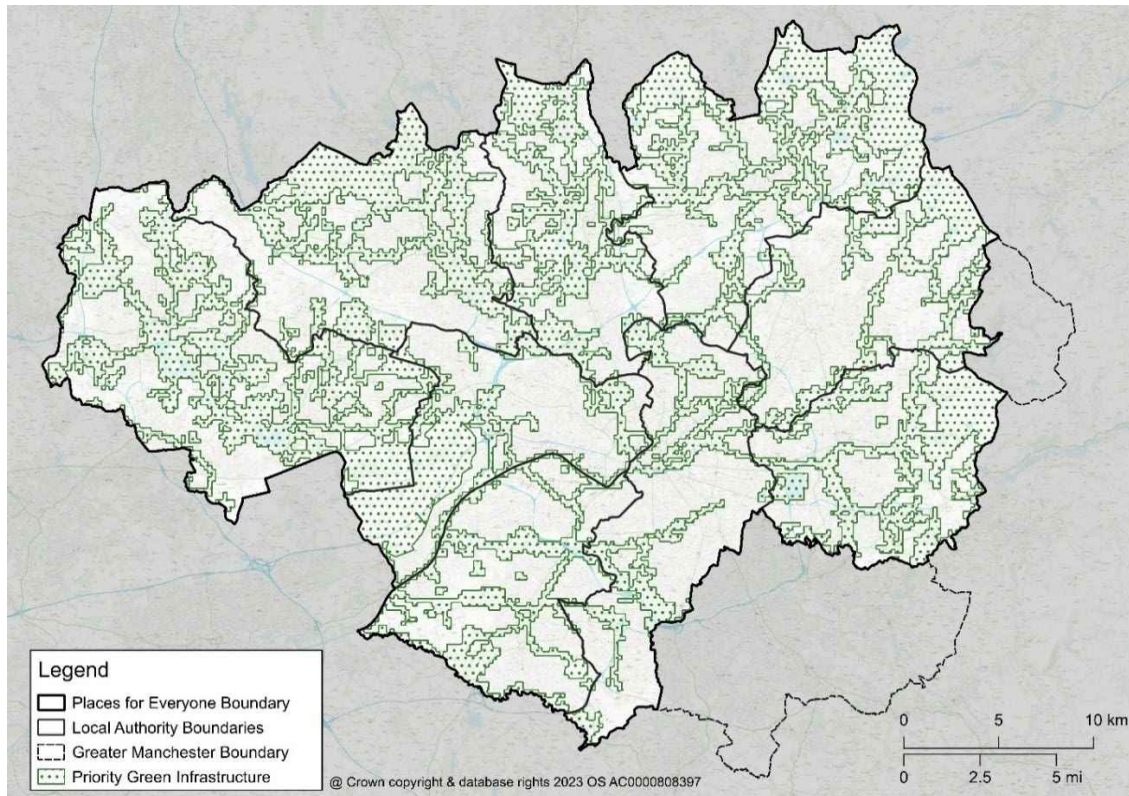 Legend
Places for Everyone Boundary
Local Authority Boundaries
Greater Manchester Boundary
Priority Green Infrastructure
@ Crown copyright & database rights 2023 OS AC0000808397
0 5 10 km
0 2.5 5 mi